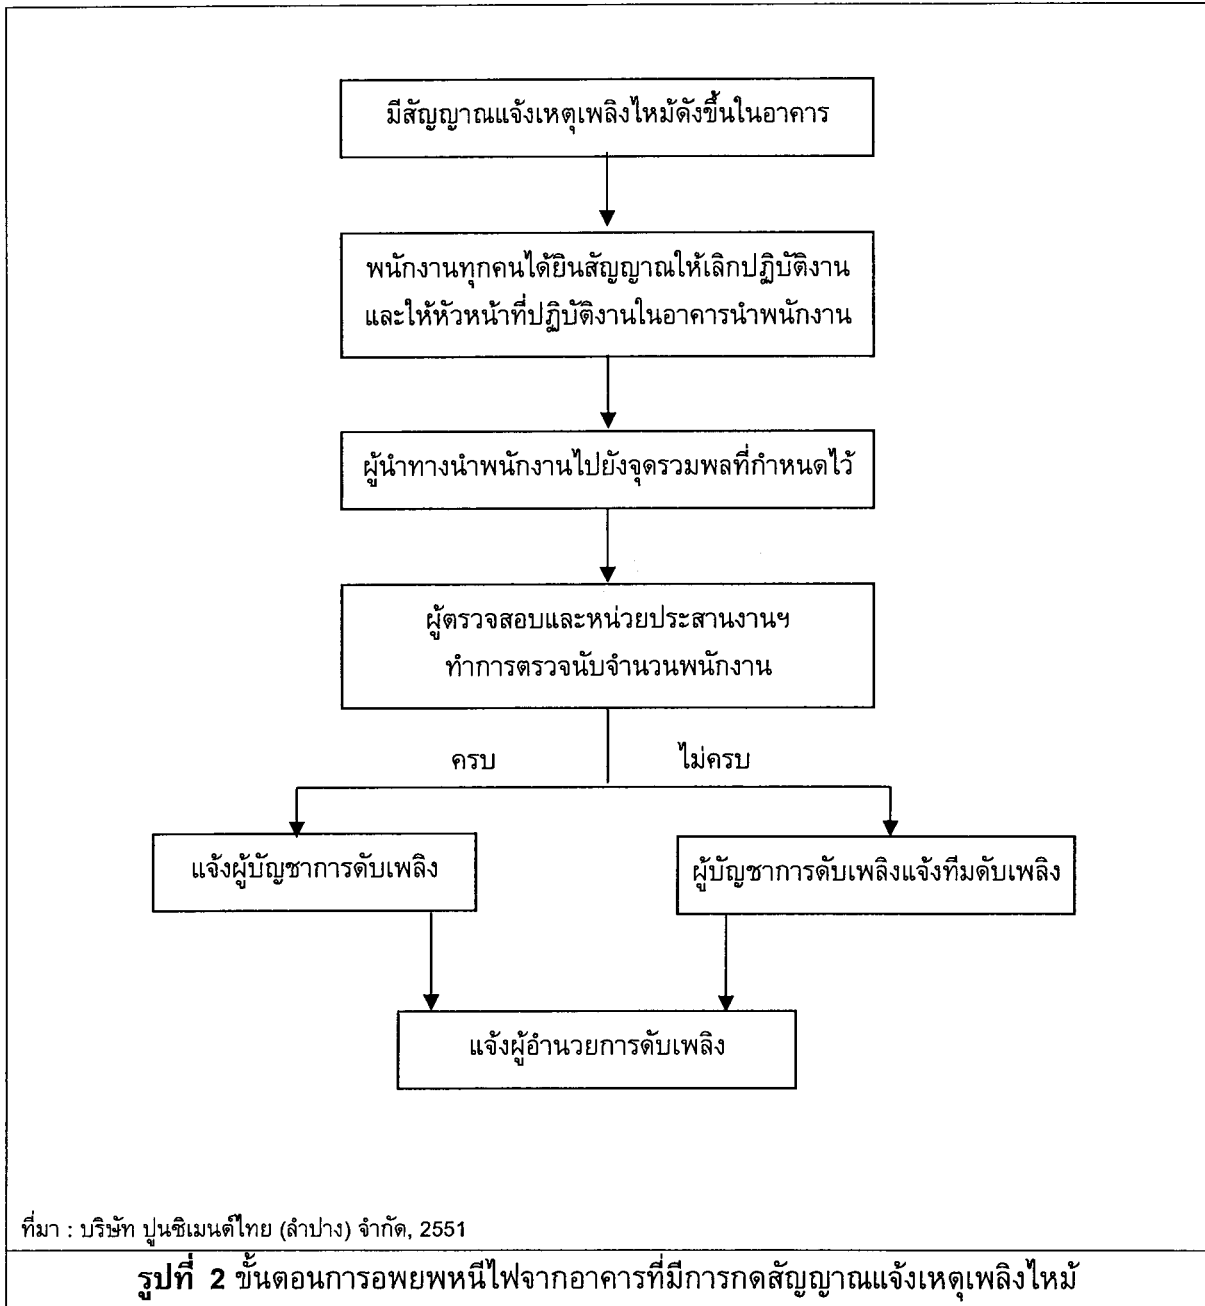 มีสัญญาณแจ้งเหตุเพลิงไหม้ดังขึ้นในอาคาร
พนักงานทุกคนได้ยินสัญญาณให้เลิกปฏิบัติงาน
และให้หัวหน้าที่ปฏิบัติงานในอาคารนำพนักงาน
ผู้นำทางนำพนักงานไปยังจุดรวมพลที่กำหนดไว้
ผู้ตรวจสอบและหน่วยประสานงานฯ
ทำการตรวจนับจำนวนพนักงาน
ครบ ไม่ครบ
แจ้งผู้บัญชาการดับเพลิง ผู้บัญชาการดับเพลิงแจ้งทีมดับเพลิง
แจ้งผู้อำนวยการดับเพลิง
ที่มา : บริษัท ปูนซิเมนต์ไทย (ลำปาง) จำกัด, 2551
รูปที่ 2 ขั้นตอนการอพยพหนีไฟจากอาคารที่มีการกดสัญญาณแจ้งเหตุเพลิงไหม้